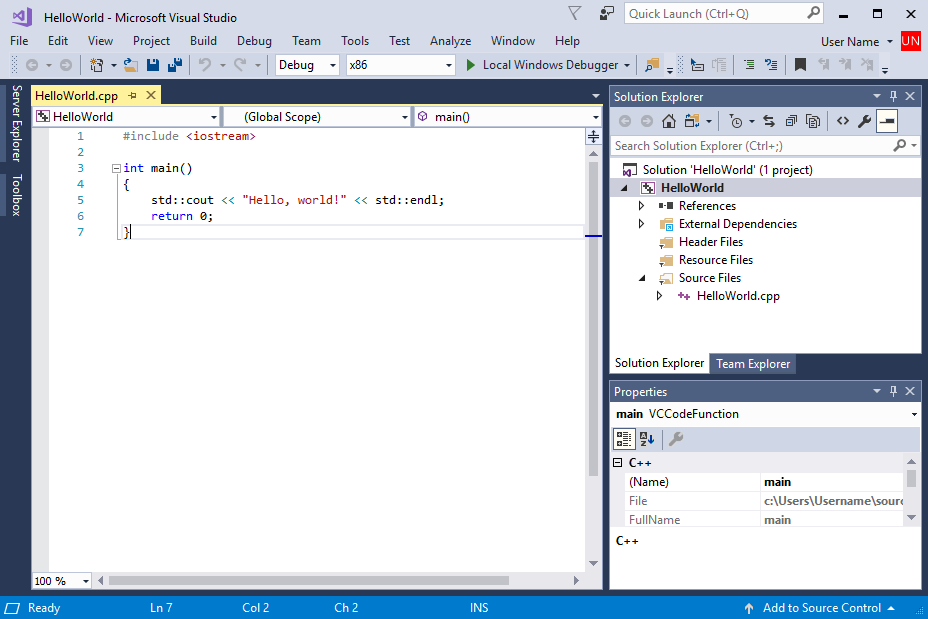 HelloWorld - Microsoft Visual Studio
Quick Launch (Ctrl+Q)
File Edit View Project Build Debug Team Tools Test Analyze Window Help
User Name UN
Debug x86 Local Windows Debugger
Server Explorer
Toolbox
HelloWorld.cpp
HelloWorld (Global Scope) main()
1 #include <iostream>
2
3 int main()
4 {
5 std::cout << "Hello, world!" << std::endl;
6 return 0;
7 }
100 %
Solution Explorer
Search Solution Explorer (Ctrl+;)
Solution 'HelloWorld' (1 project)
HelloWorld
References
External Dependencies
Header Files
Resource Files
Source Files
HelloWorld.cpp
Solution Explorer Team Explorer
Properties
main VCCodeFunction
C++
(Name) main
File c:\Users\Username\sourc
FullName main
C++
Ready Ln 7 Col 2 Ch 2 INS Add to Source Control